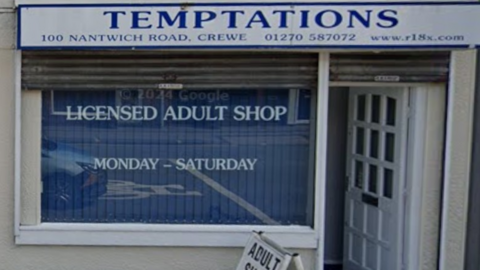 TEMPTATIONS
100 NANTWICH ROAD, CREWE 01270 587072 www.r18x.com
© 2024 Google
LICENSED ADULT SHOP
MONDAY – SATURDAY
ADULT